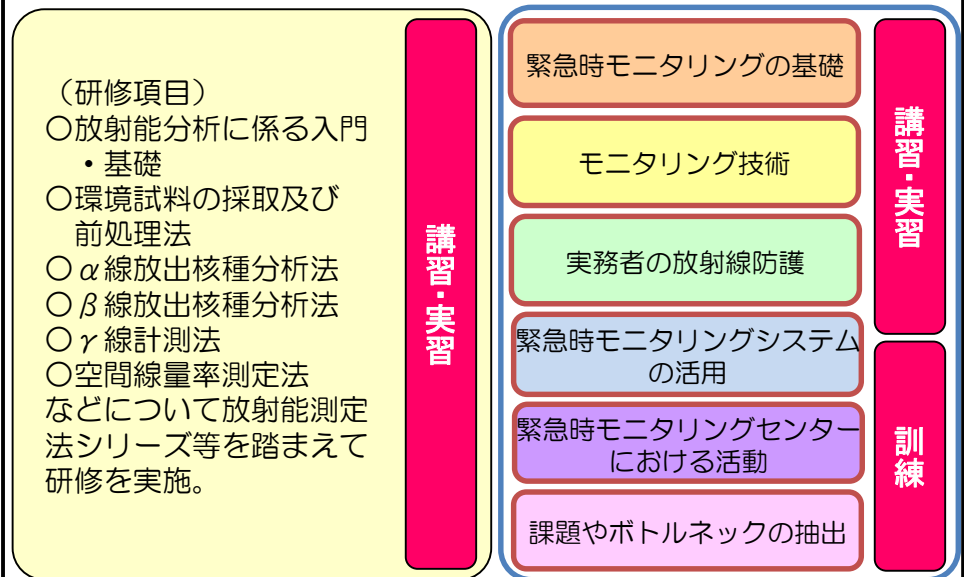 （研修項目）
〇放射能分析に係る入門
・基礎
〇環境試料の採取及び
前処理法
〇α線放出核種分析法
〇β線放出核種分析法
〇γ線計測法
〇空間線量率測定法
などについて放射能測定
法シリーズ等を踏まえて
研修を実施。
講習・実習
緊急時モニタリングの基礎
モニタリング技術
実務者の放射線防護
緊急時モニタリングシステム
の活用
緊急時モニタリングセンター
における活動
課題やボトルネックの抽出
講習・実習
訓練